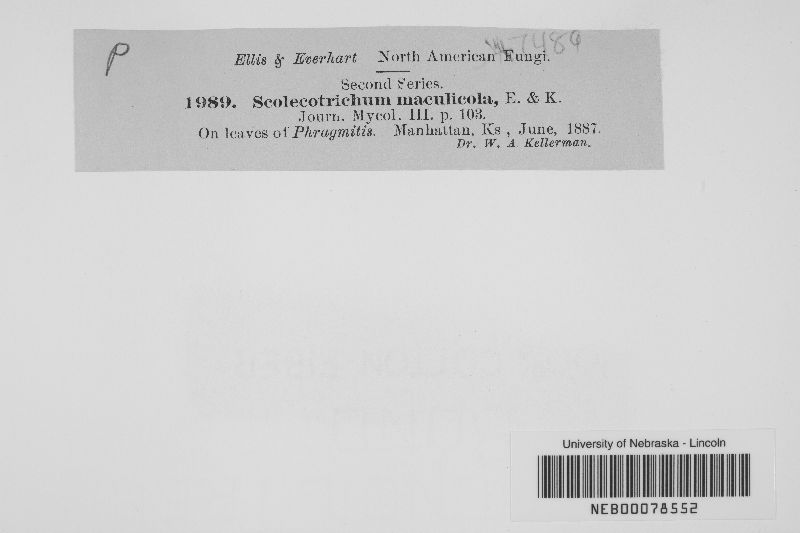 P
7486
Ellis & Everhart North American Fungi.
Second Series.
1989. Scolecotrichum maculicola, E. & K.
Journ. Mycol. III. p. 103.
On leaves of Phragmitis. Manhattan, Ks , June, 1887.
Dr. W. A. Kellerman.
University of Nebraska - Lincoln
NEB00078552